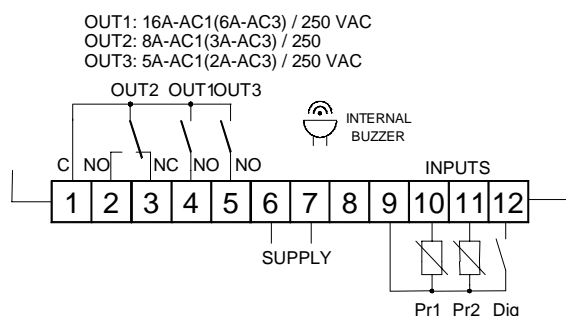 OUT1: 16A-AC1(6A-AC3) / 250 VAC
OUT2: 8A-AC1(3A-AC3) / 250
OUT3: 5A-AC1(2A-AC3) / 250 VAC
OUT2 OUT1OUT3
INTERNAL
BUZZER
C NO NC NO NO INPUTS
1 2 3 4 5 6 7 8 9 10 11 12
SUPPLY
Pr1 Pr2 Dig